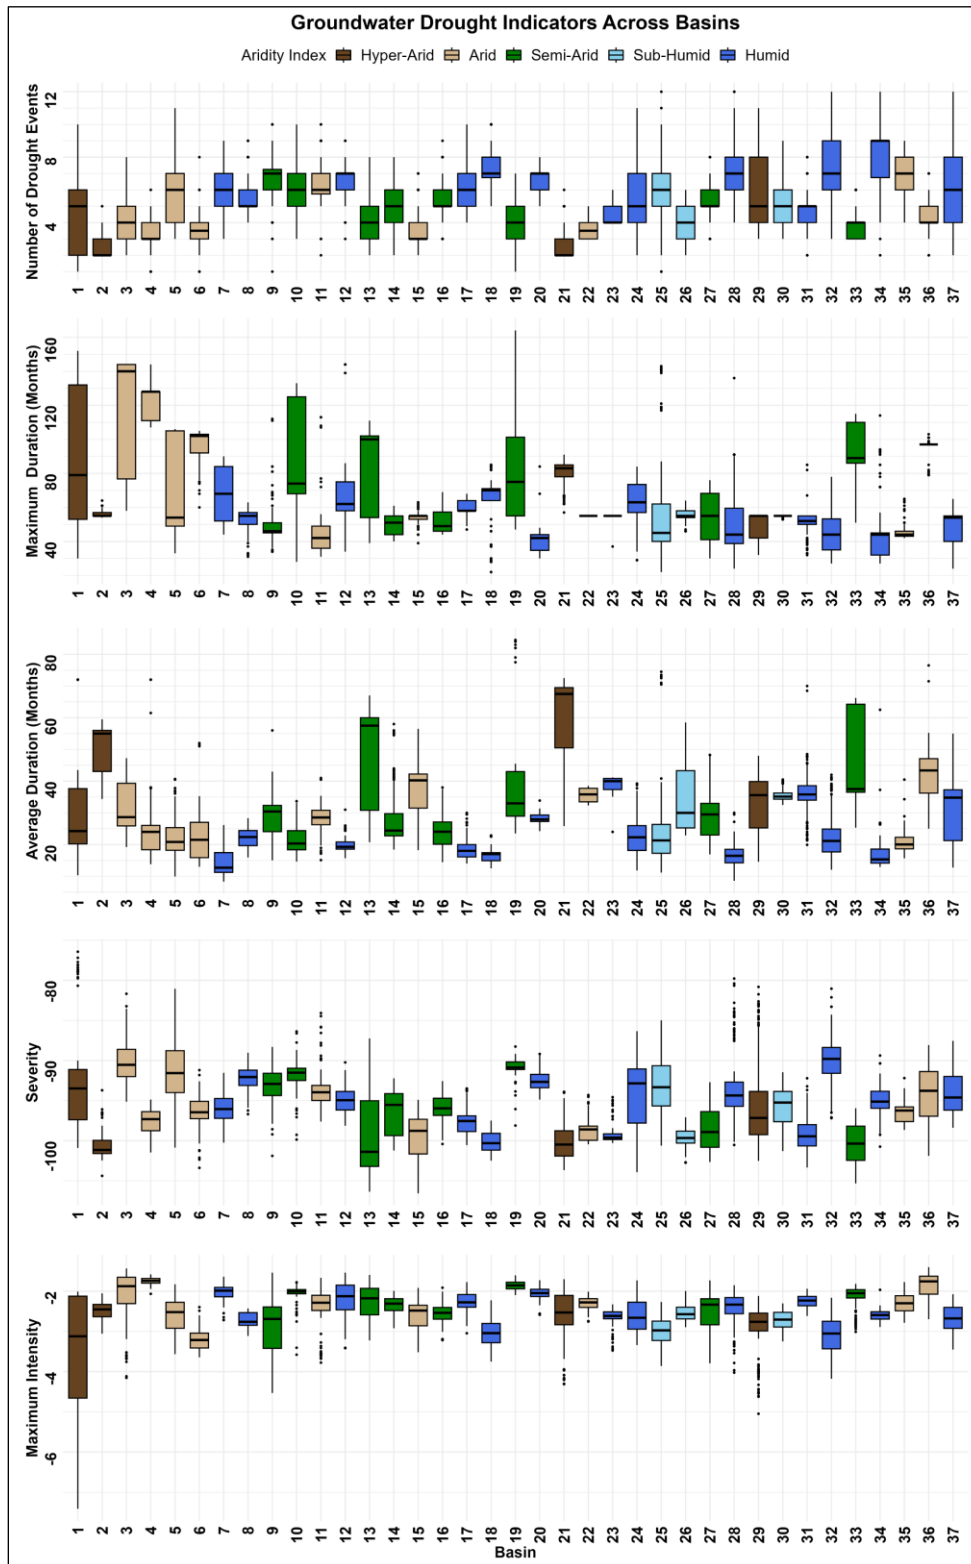 Groundwater Drought Indicators Across Basins
Aridity Index Hyper-Arid Arid Semi-Arid Sub-Humid Humid
Number of Drought Events
12
8
4
1 2 3 4 5 6 7 8 9 10 11 12 13 14 15 16 17 18 19 20 21 22 23 24 25 26 27 28 29 30 31 32 33 34 35 36 37
Maximum Duration (Months)
160
120
80
40
1 2 3 4 5 6 7 8 9 10 11 12 13 14 15 16 17 18 19 20 21 22 23 24 25 26 27 28 29 30 31 32 33 34 35 36 37
Average Duration (Months)
80
60
40
20
1 2 3 4 5 6 7 8 9 10 11 12 13 14 15 16 17 18 19 20 21 22 23 24 25 26 27 28 29 30 31 32 33 34 35 36 37
Severity
-80
-90
-100
1 2 3 4 5 6 7 8 9 10 11 12 13 14 15 16 17 18 19 20 21 22 23 24 25 26 27 28 29 30 31 32 33 34 35 36 37
Maximum Intensity
-2
-4
-6
1 2 3 4 5 6 7 8 9 10 11 12 13 14 15 16 17 18 19 20 21 22 23 24 25 26 27 28 29 30 31 32 33 34 35 36 37
Basin